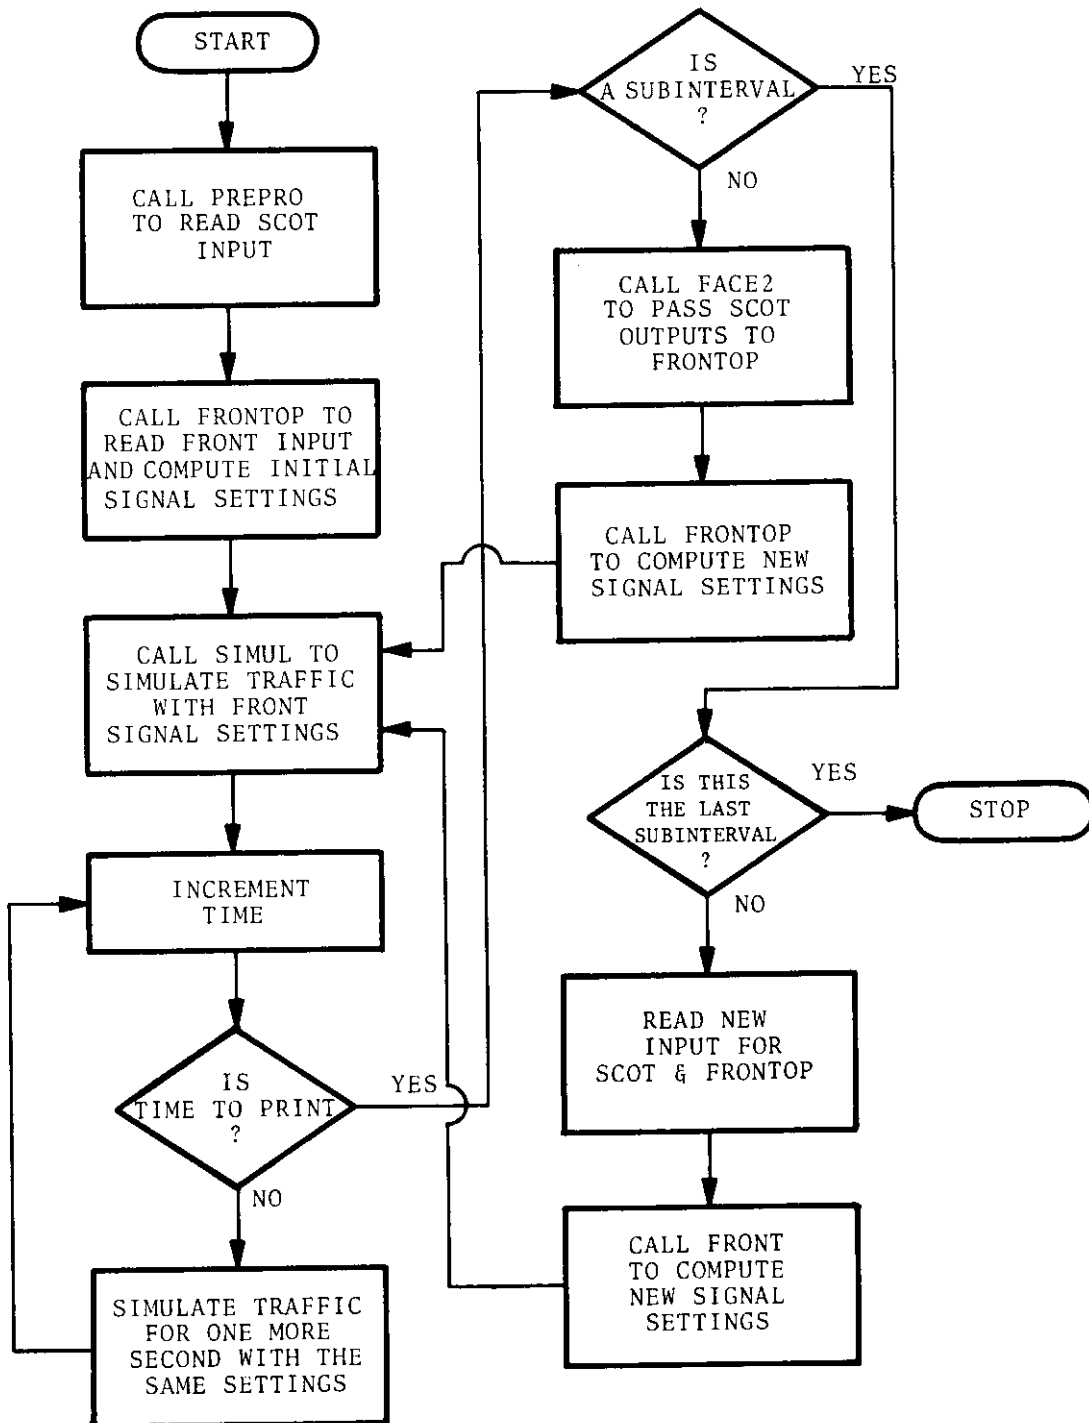 START
CALL PREPRO
TO READ SCOT
INPUT
CALL FRONTOP TO
READ FRONT INPUT
AND COMPUTE INITIAL
SIGNAL SETTINGS
CALL SIMUL TO
SIMULATE TRAFFIC
WITH FRONT
SIGNAL SETTINGS
INCREMENT
TIME
IS
TIME TO PRINT
?
YES
NO
SIMULATE TRAFFIC
FOR ONE MORE
SECOND WITH THE
SAME SETTINGS
IS
A SUBINTERVAL
?
YES
NO
CALL FACE2
TO PASS SCOT
OUTPUTS TO
FRONTOP
CALL FRONTOP
TO COMPUTE NEW
SIGNAL SETTINGS
IS THIS
THE LAST
SUBINTERVAL
?
YES
STOP
NO
READ NEW
INPUT FOR
SCOT & FRONTOP
CALL FRONT
TO COMPUTE
NEW SIGNAL
SETTINGS